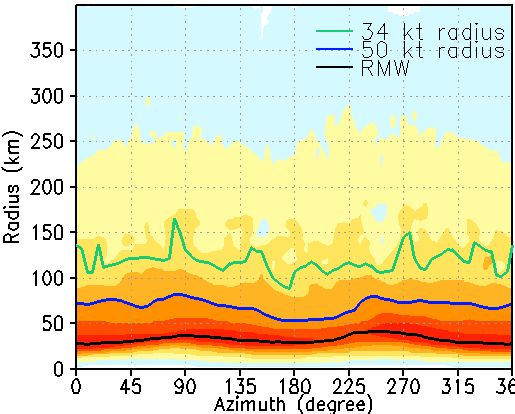 34 kt radius
50 kt radius
RMW
Radius (km)
350
300
250
200
150
100
50
0
0 45 90 135 180 225 270 315 36
Azimuth (degree)